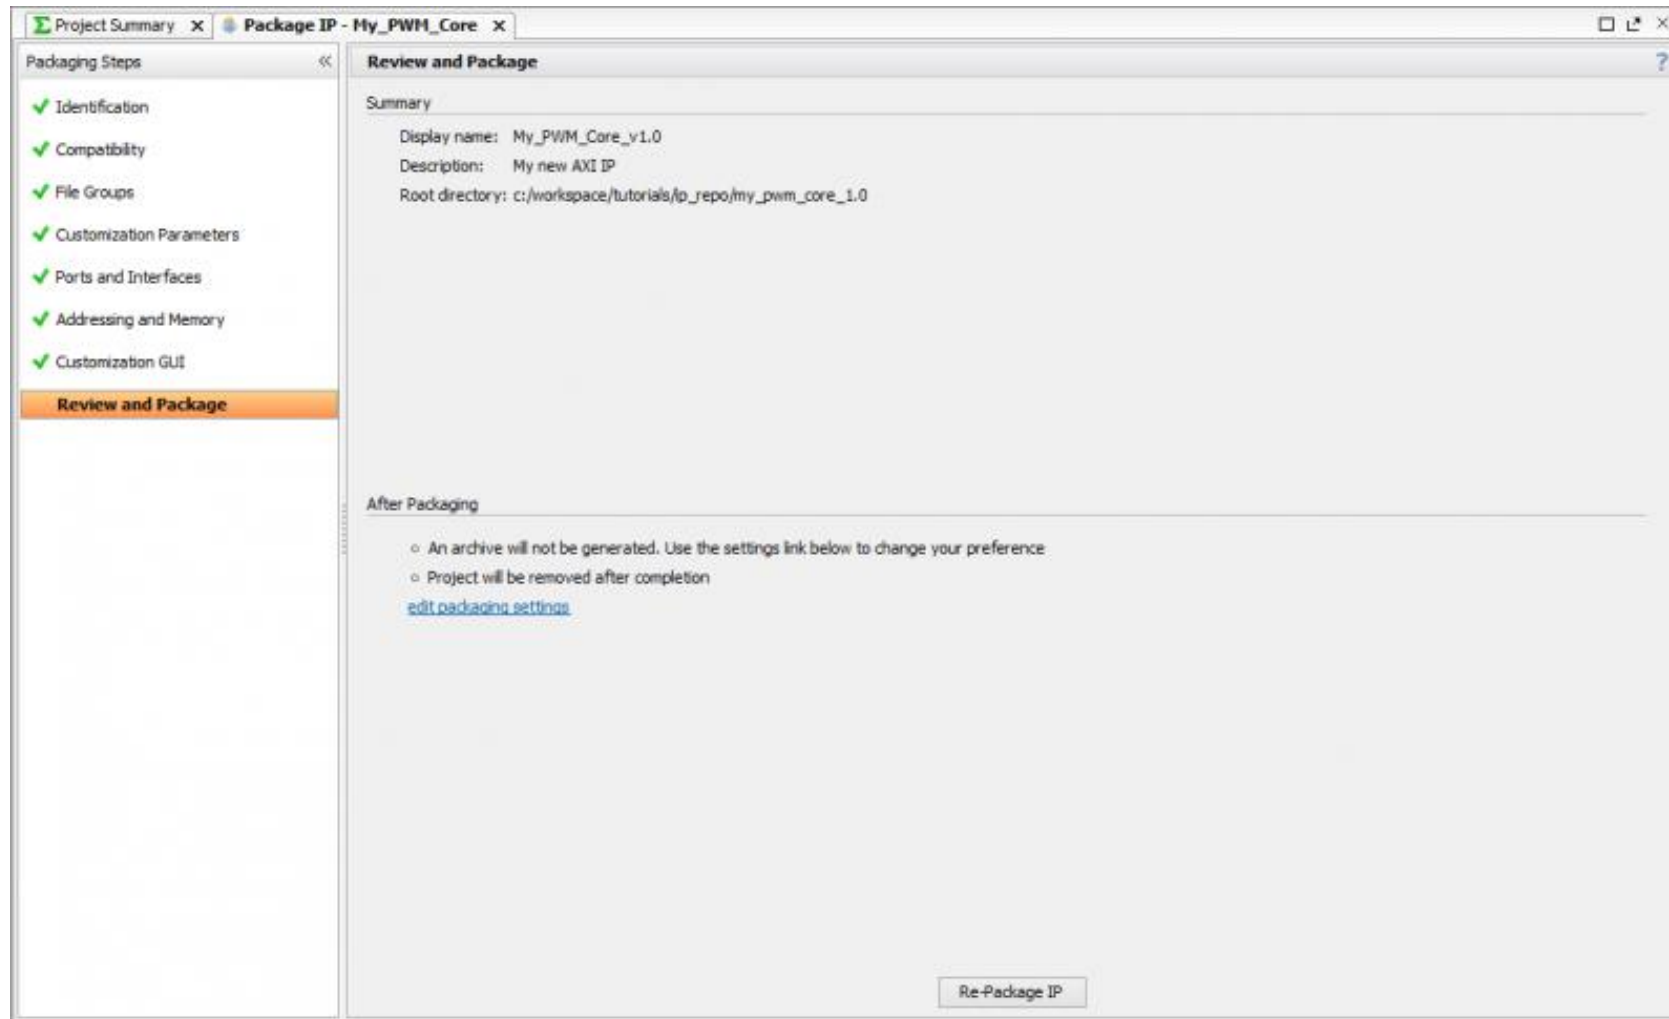 Project Summary
Package IP - My_PWM_Core
Packaging Steps
Identification
Compatibility
File Groups
Customization Parameters
Ports and Interfaces
Addressing and Memory
Customization GUI
Review and Package
Review and Package
?
Summary
Display name: My_PWM_Core_v1.0
Description: My new AXI IP
Root directory: c:/workspace/tutorials/ip_repo/my_pwm_core_1.0
After Packaging
An archive will not be generated. Use the settings link below to change your preference
Project will be removed after completion
edit packaging settings
Re-Package IP